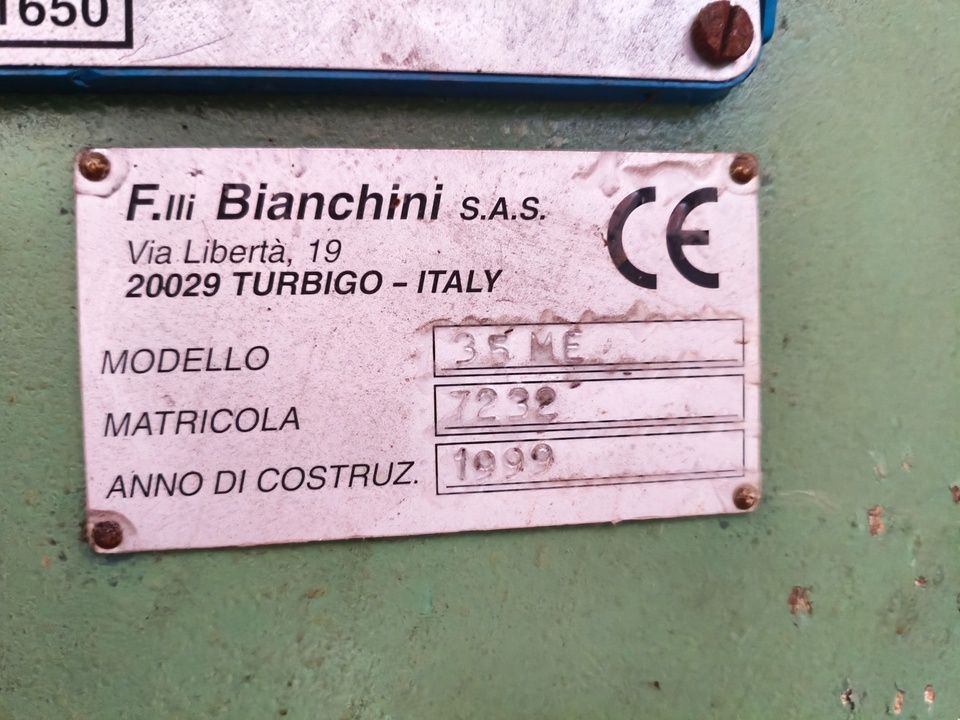 1650
F.lli Bianchini S.A.S.
Via Libertà, 19
20029 TURBIGO – ITALY
CE
MODELLO 35 ME
MATRICOLA 7232
ANNO DI COSTRUZ. 1999